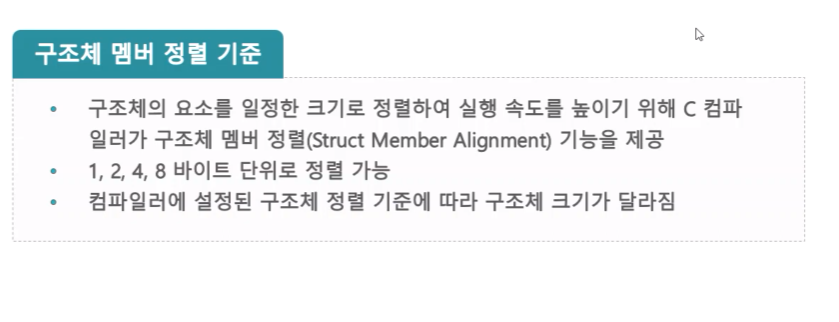 구조체 멤버 정렬 기준
• 구조체의 요소를 일정한 크기로 정렬하여 실행 속도를 높이기 위해 C 컴파
일러가 구조체 멤버 정렬(Struct Member Alignment) 기능을 제공
• 1, 2, 4, 8 바이트 단위로 정렬 가능
• 컴파일러에 설정된 구조체 정렬 기준에 따라 구조체 크기가 달라짐